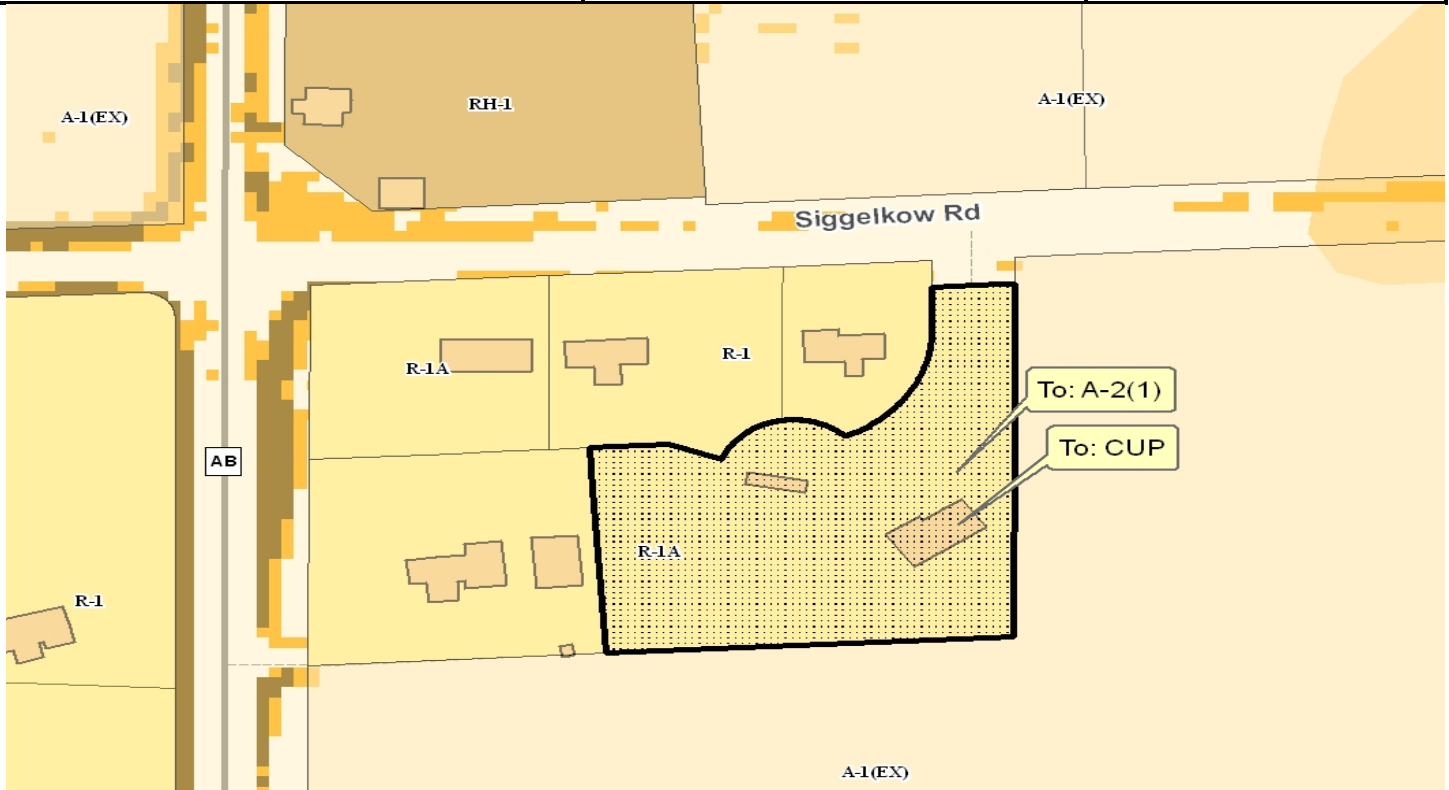 RH-1
A-1(EX)
A-1(EX)
Siggelkow Rd
R-1A
R-1
To: A-2(1)
To: CUP
AB
R-1A
R-1
A-1(EX)